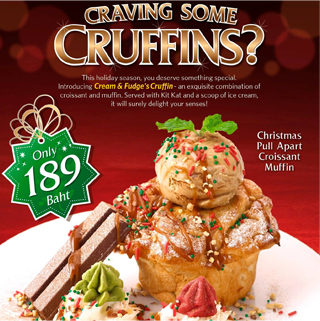 CRAVING SOME
CRUFFINS?
This holiday season, you deserve something special.
Introducing Cream & Fudge's Cruffin - an exquisite combination of
croissant and muffin. Served with Kit Kat and a scoop of ice cream,
it will surely delight your senses!
Only
189
Baht
Christmas
Pull Apart
Croissant
Muffin